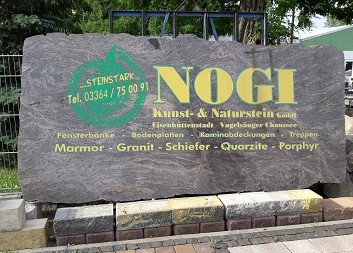 ...STEINSTARK
Tel. 03364 / 75 00 91
NOGI
Kunst- & Naturstein GmbH
Eisenhüttenstadt Vogelsänger Chaussee
Fensterbänke - Bodenplatten - Kaminabdeckungen - Treppen
Marmor - Granit - Schiefer - Quarzite - Porphyr